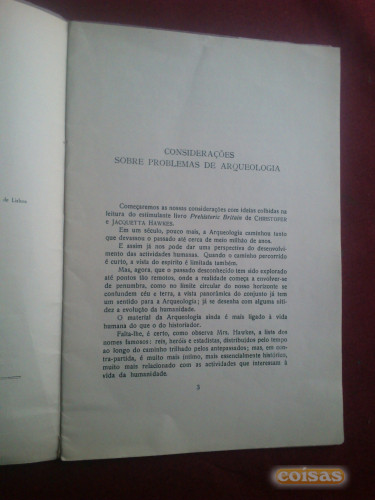 de Lisboa
CONSIDERAÇÕES
SOBRE PROBLEMAS DE ARQUEOLOGIA
Começaremos as nossas considerações com ideias colhidas na
leitura do estimulante livro Prehistoric Britain de CHRISTOFER
e JACQUETTA HAWKES.
Em um século, pouco mais, a Arqueologia caminhou tanto
que devassou o passado até cerca de meio milhão de anos.
E assim já nos pode dar uma perspectiva do desenvolvimen-
to das actividades humanas. Quando o caminho percorrido
é curto, a vista do espírito é limitada também.
Mas, agora, que o passado desconhecido tem sido explorado
até pontos tão remotos, onde a realidade começa a envolver-se
de penumbra, como no limite circular do nosso horizonte se
confundem céu e terra, a vista panorâmica do conjunto já tem
um sentido para a Arqueologia; já se desenha com alguma niti-
dez a evolução da humanidade.
O material da Arqueologia ainda é mais ligado à vida
humana do que o do historiador.
Falta-lhe, é certo, como observa Mrs. Hawkes, a lista dos
nomes famosos: reis, heróis e estadistas, distribuídos pelo tempo
ao longo do caminho trilhado pelos antepassados; mas, em con-
tra-partida, é muito mais íntimo, mais essencialmente histórico,
muito mais relacionado com as actividades que interessam à
vida da humanidade.
3
coisas